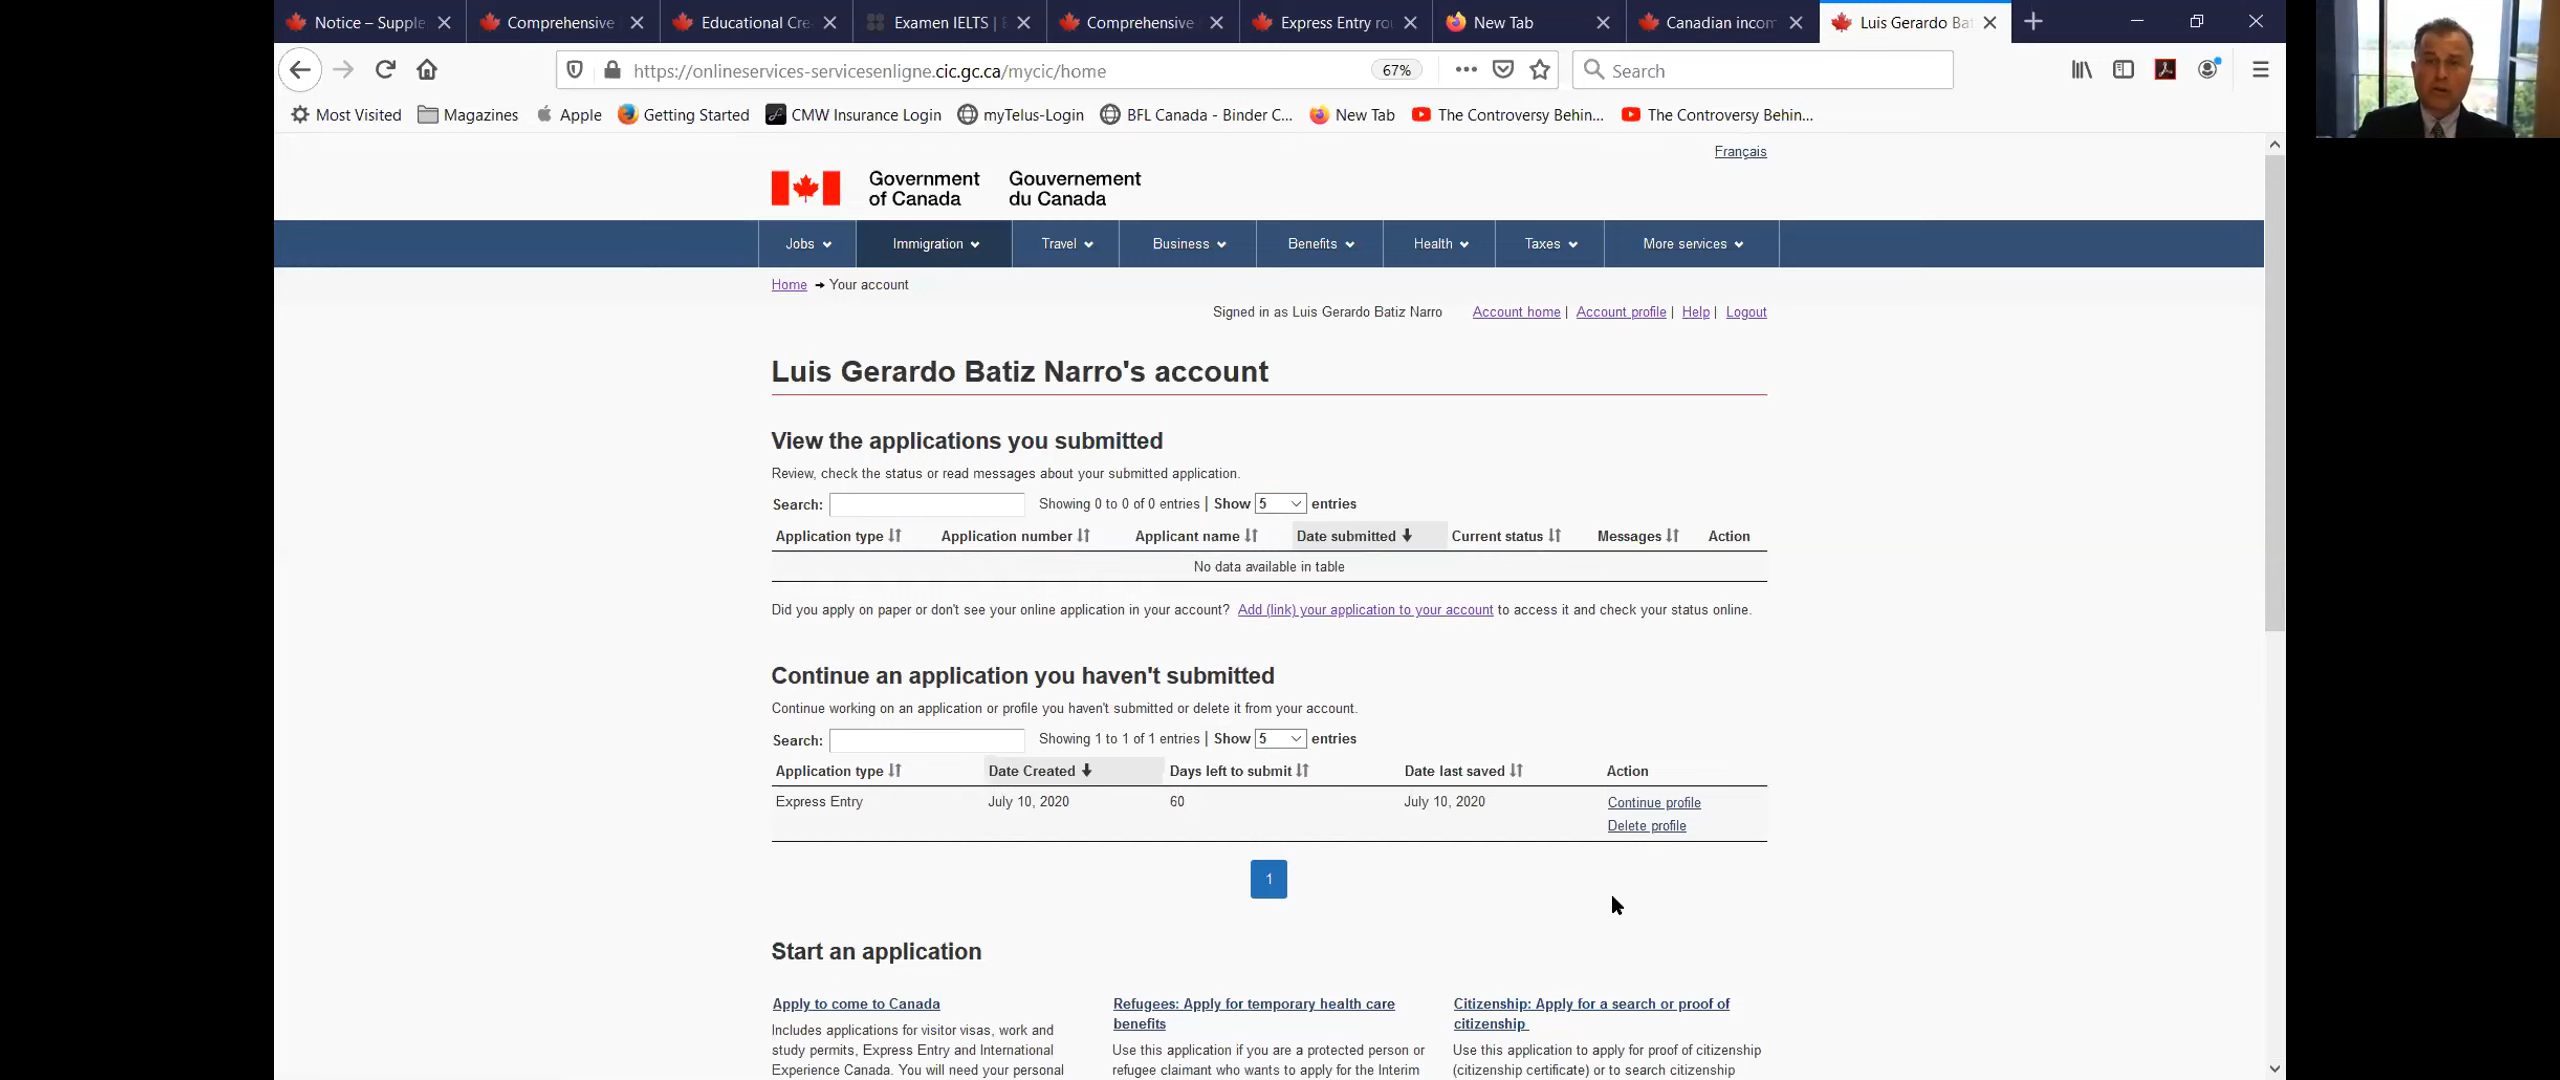 Notice – Supple
Comprehensive
Educational Cre
Examen IELTS |
Comprehensive
Express Entry ro
New Tab
Canadian incom
Luis Gerardo Bat
https://onlineservices-servicesenligne.cic.gc.ca/mycic/home
67%
Search
Most Visited
Magazines
Apple
Getting Started
CMW Insurance Login
myTelus-Login
BFL Canada - Binder C...
New Tab
The Controversy Behin...
The Controversy Behin...
Français
Government Gouvernement
of Canada du Canada
Jobs Immigration Travel Business Benefits Health Taxes More services
Home → Your account
Signed in as Luis Gerardo Batiz Narro Account home | Account profile | Help | Logout
Luis Gerardo Batiz Narro's account
View the applications you submitted
Review, check the status or read messages about your submitted application.
Search: Showing 0 to 0 of 0 entries | Show 5 entries
Application type Application number Applicant name Date submitted Current status Messages Action
No data available in table
Did you apply on paper or don't see your online application in your account? Add (link) your application to your account to access it and check your status online.
Continue an application you haven't submitted
Continue working on an application or profile you haven't submitted or delete it from your account.
Search: Showing 1 to 1 of 1 entries | Show 5 entries
Application type Date Created Days left to submit Date last saved Action
Express Entry July 10, 2020 60 July 10, 2020 Continue profile
Delete profile
1
Start an application
Apply to come to Canada
Includes applications for visitor visas, work and
study permits, Express Entry and International
Experience Canada. You will need your personal
Refugees: Apply for temporary health care
benefits
Use this application if you are a protected person or
refugee claimant who wants to apply for the Interim
Citizenship: Apply for a search or proof of
citizenship
Use this application to apply for proof of citizenship
(citizenship certificate) or to search citizenship